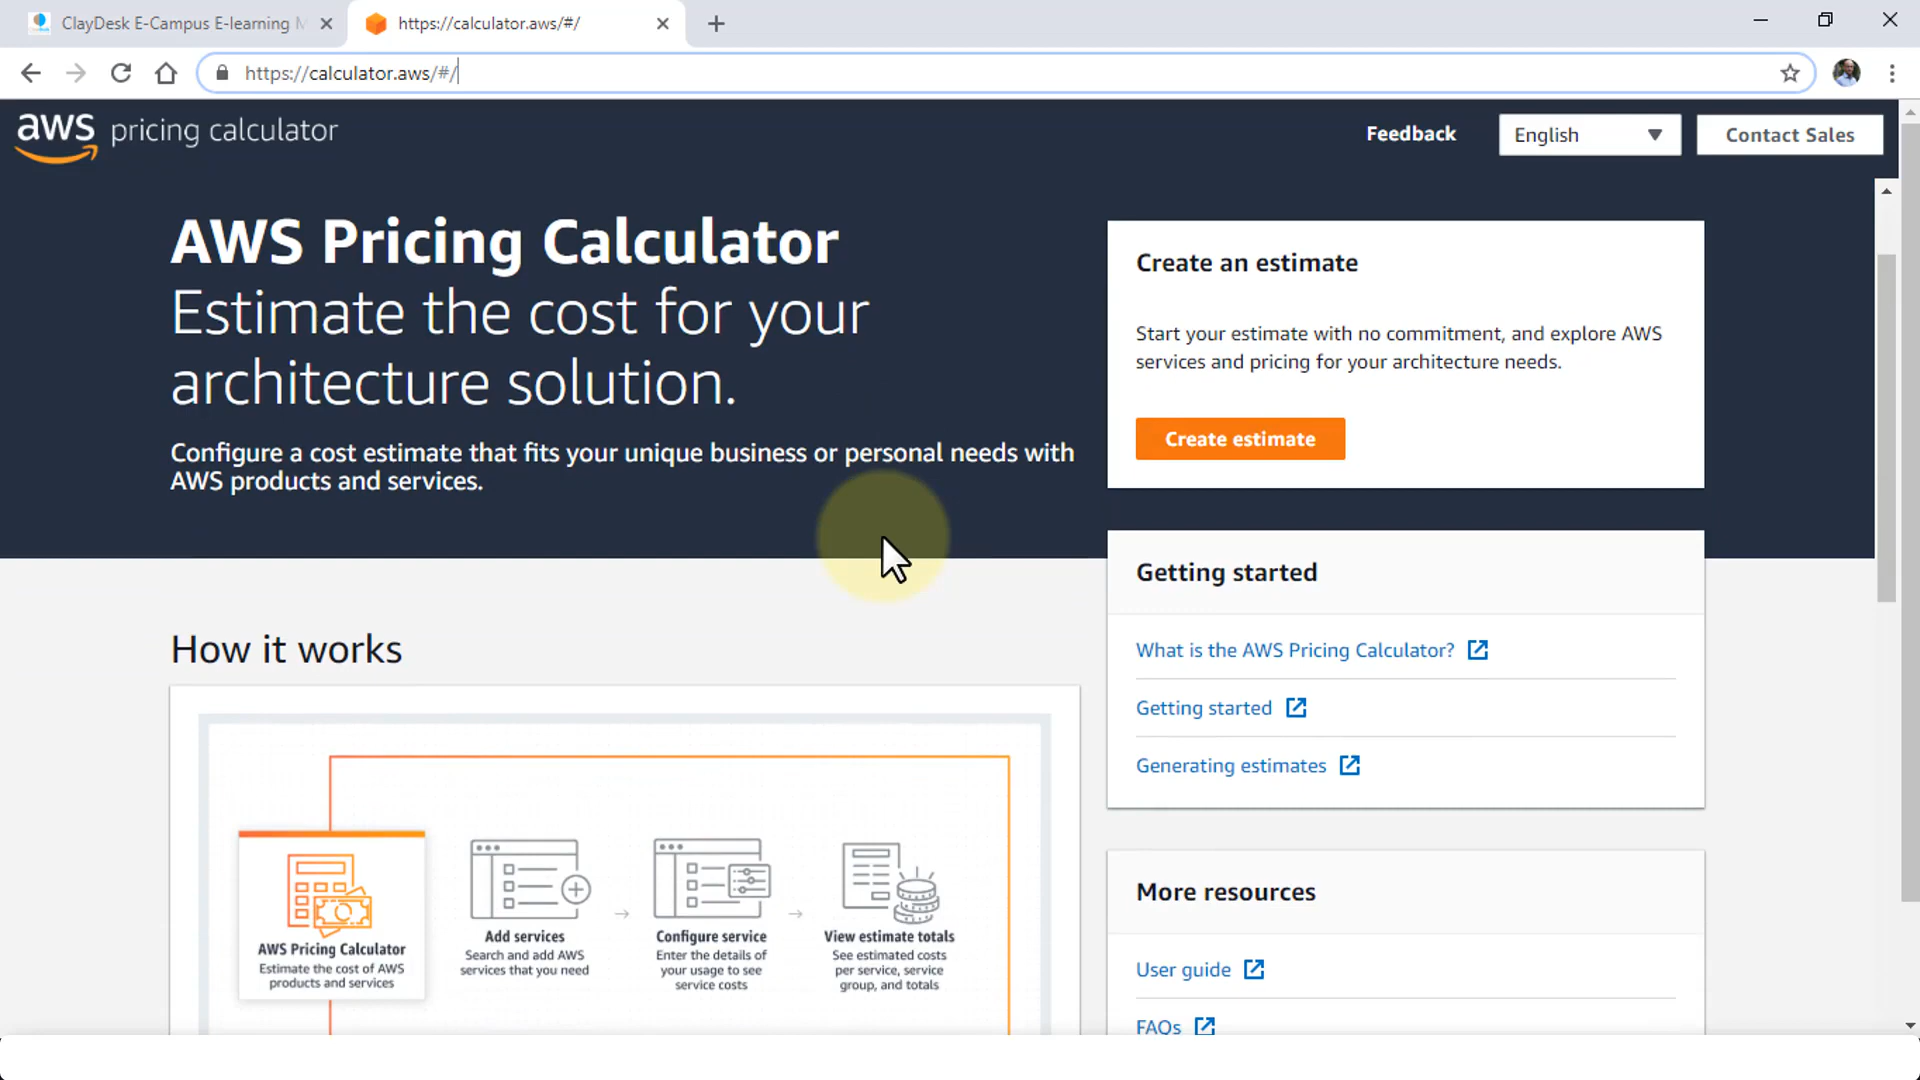 ClayDesk E-Campus E-learning
https://calculator.aws/#/
https://calculator.aws/#/
aws pricing calculator
Feedback
English
Contact Sales
AWS Pricing Calculator
Estimate the cost for your
architecture solution.
Configure a cost estimate that fits your unique business or personal needs with
AWS products and services.
Create an estimate
Start your estimate with no commitment, and explore AWS
services and pricing for your architecture needs.
Create estimate
Getting started
What is the AWS Pricing Calculator?
Getting started
Generating estimates
How it works
AWS Pricing Calculator
Estimate the cost of AWS
products and services
Add services
Search and add AWS
services that you need
Configure service
Enter the details of
your usage to see
service costs
View estimate totals
See estimated costs
per service, service
group, and totals
More resources
User guide
FAQs